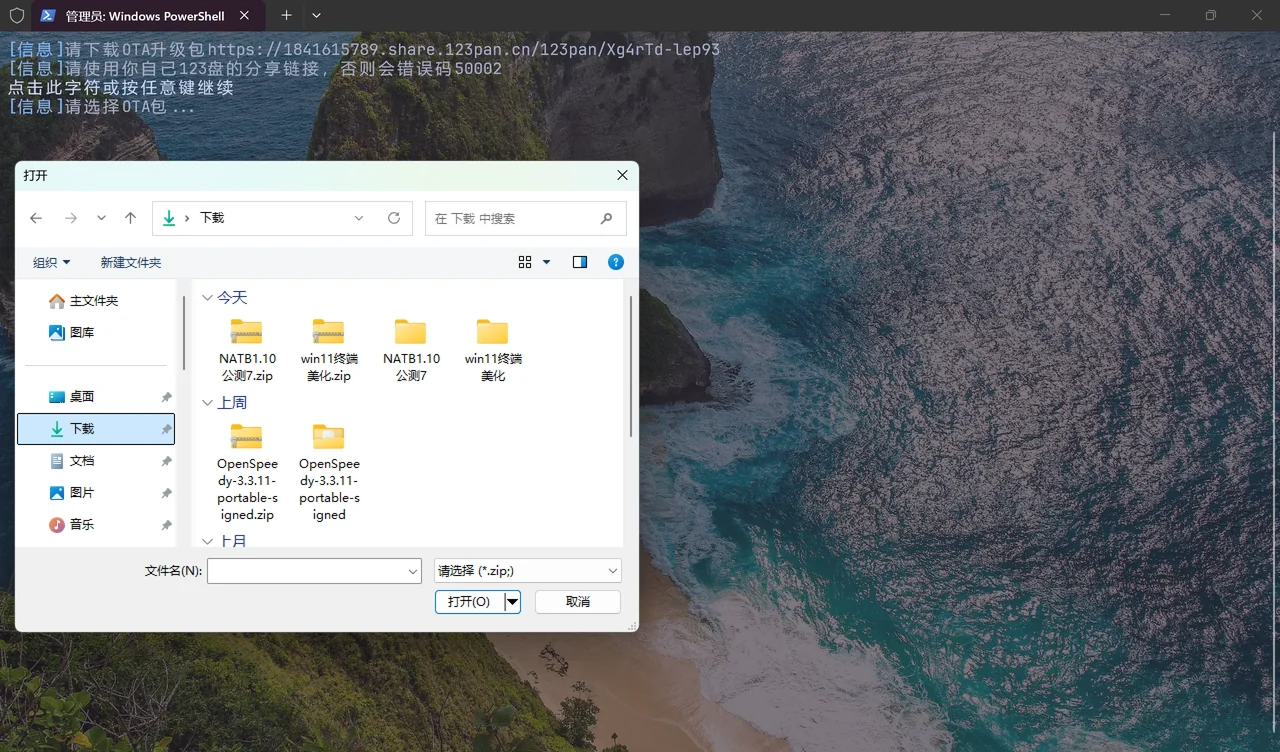 管理员: Windows PowerShell
[信息]请下载OTA升级包https://1841615789.share.123pan.cn/123pan/Xg4rTd-lep93
[信息]请使用你自己123盘的分享链接，否则会错误码50002
点击此字符或按任意键继续
[信息]请选择OTA包...
打开
下载
在 下载 中搜索
组织
新建文件夹
主文件夹
图库
桌面
下载
文档
图片
音乐
今天
NATB1.10
公测7.zip
win11终端
美化.zip
NATB1.10
公测7
win11终端
美化
上周
OpenSpee
dy-3.3.11-
portable-s
igned.zip
OpenSpee
dy-3.3.11-
portable-s
igned
上月
文件名(N):
请选择 (*.zip;)
打开(O)
取消